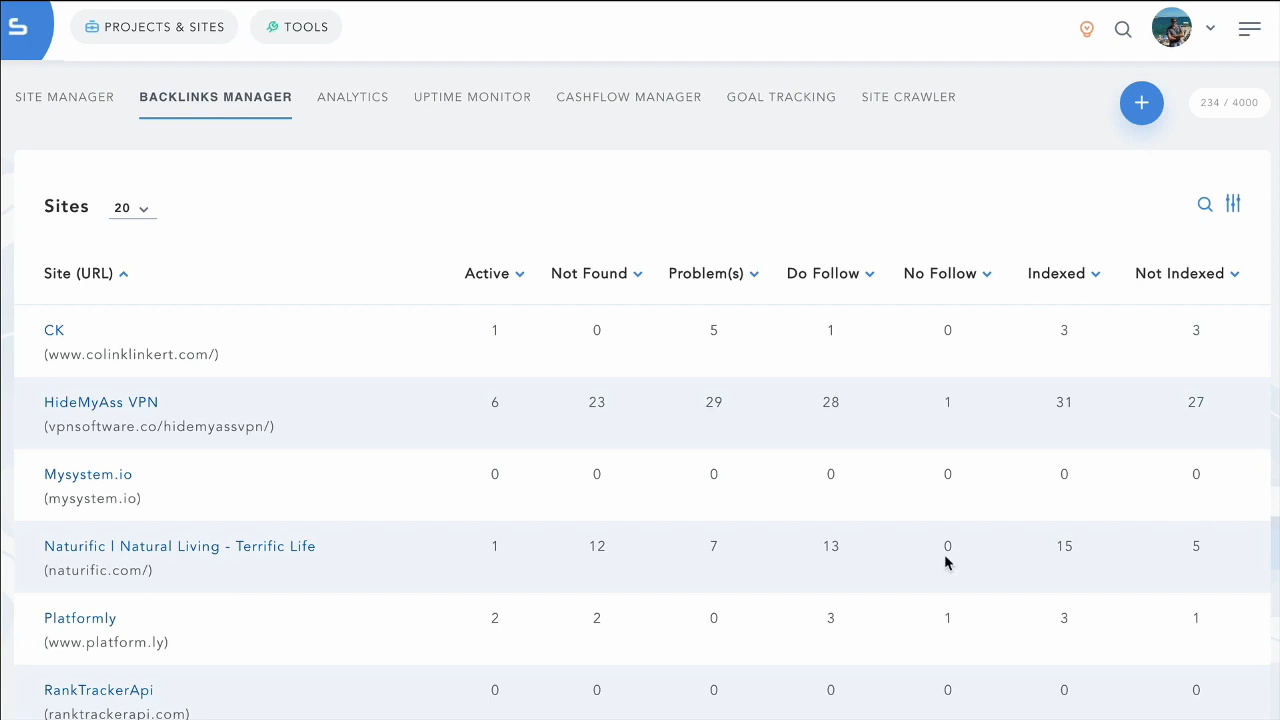 S
PROJECTS & SITES TOOLS
SITE MANAGER BACKLINKS MANAGER ANALYTICS UPTIME MONITOR CASHFLOW MANAGER GOAL TRACKING SITE CRAWLER
+ 234 / 4000
Sites 20
Site (URL) Active Not Found Problem(s) Do Follow No Follow Indexed Not Indexed
CK 1 0 5 1 0 3 3
(www.colinklinkert.com/)
HideMyAss VPN 6 23 29 28 1 31 27
(vpnsoftware.co/hidemyassvpn/)
Mysystem.io 0 0 0 0 0 0 0
(mysystem.io)
Naturific | Natural Living - Terrific Life 1 12 7 13 0 15 5
(naturific.com/)
Platformly 2 2 0 3 1 3 1
(www.platform.ly)
RankTrackerApi 0 0 0 0 0 0 0
(ranktrackerapi.com)